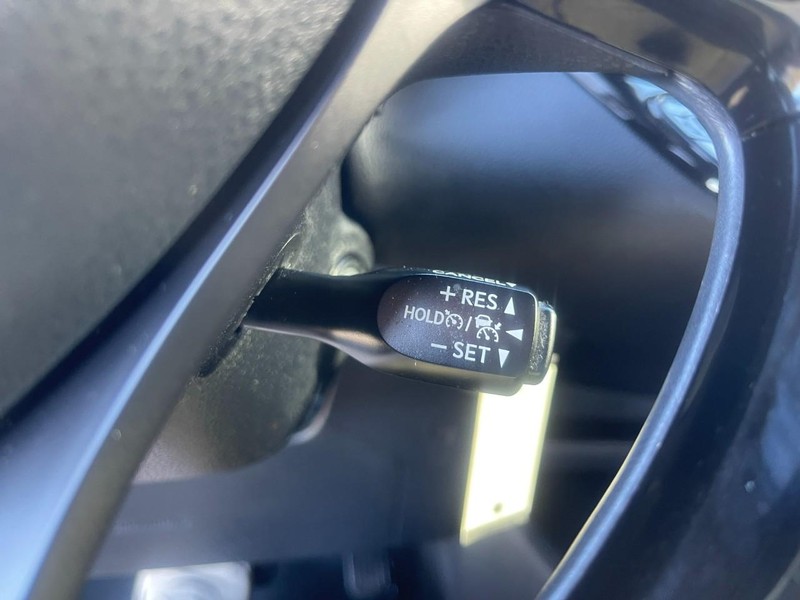 CANCEL▼
+ RES ▲
HOLD / ◀
− SET ▼